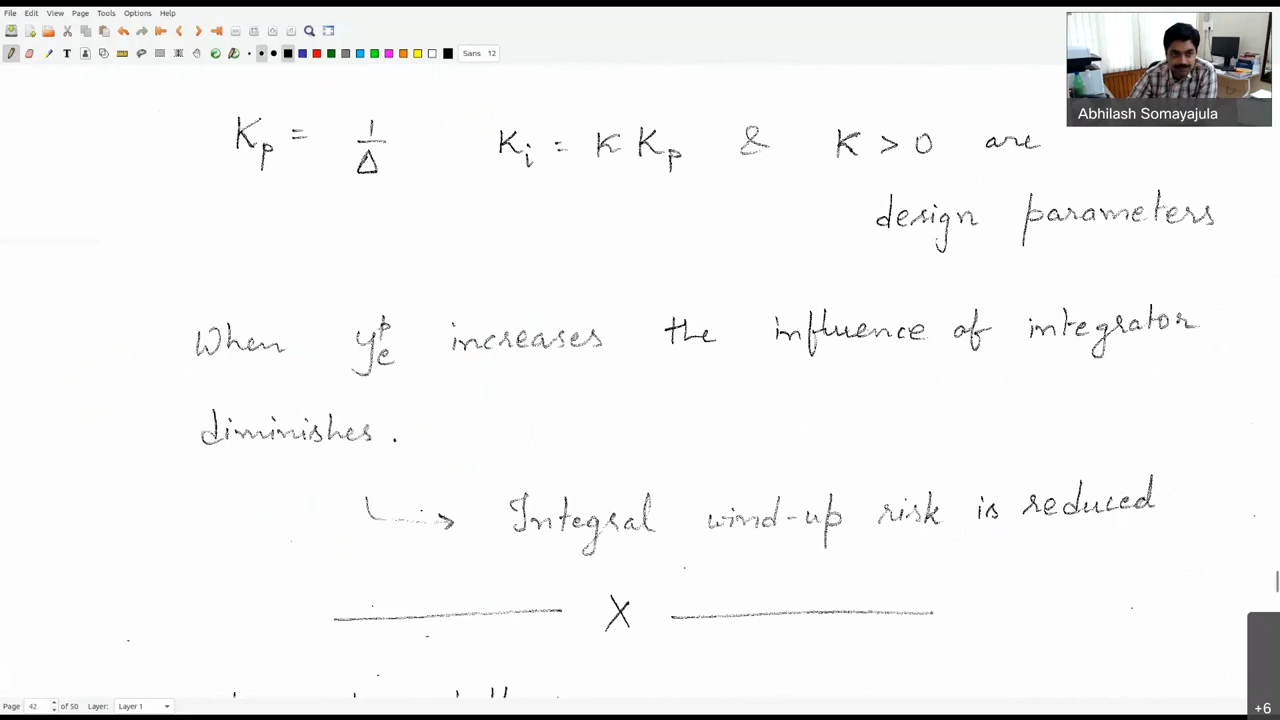 File Edit View Page Tools Options Help
Sans 12
Abhilash Somayajula
Kp = 1/Δ Ki = κ Kp & κ > 0 are
design parameters
When y_e^p increases the influence of integrator
diminishes.
↳ Integral wind-up risk is reduced
X
Page 42 of 50 Layer: Layer 1
+6